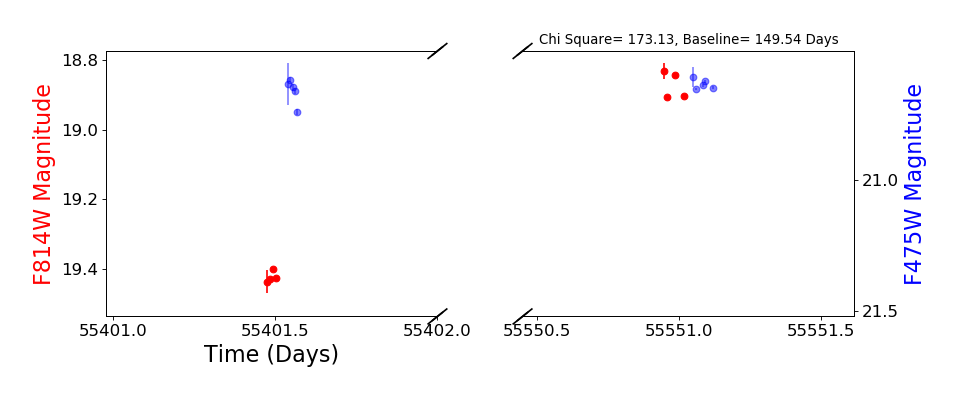 Chi Square= 173.13, Baseline= 149.54 Days
18.8
19.0
19.2
19.4
F814W Magnitude
21.0
21.5
F475W Magnitude
55401.0 55401.5 55402.0 55550.5 55551.0 55551.5
Time (Days)